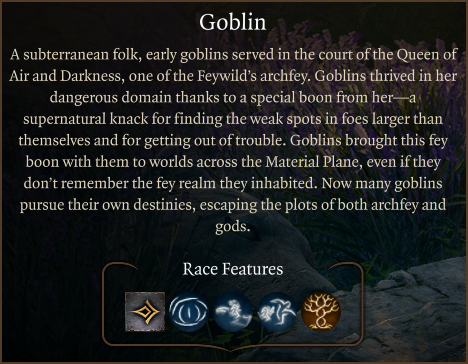 Goblin
A subterranean folk, early goblins served in the court of the Queen of
Air and Darkness, one of the Feywild's archfey. Goblins thrived in her
dangerous domain thanks to a special boon from her—a
supernatural knack for finding the weak spots in foes larger than
themselves and for getting out of trouble. Goblins brought this fey
boon with them to worlds across the Material Plane, even if they
don't remember the fey realm they inhabited. Now many goblins
pursue their own destinies, escaping the plots of both archfey and
gods.
Race Features